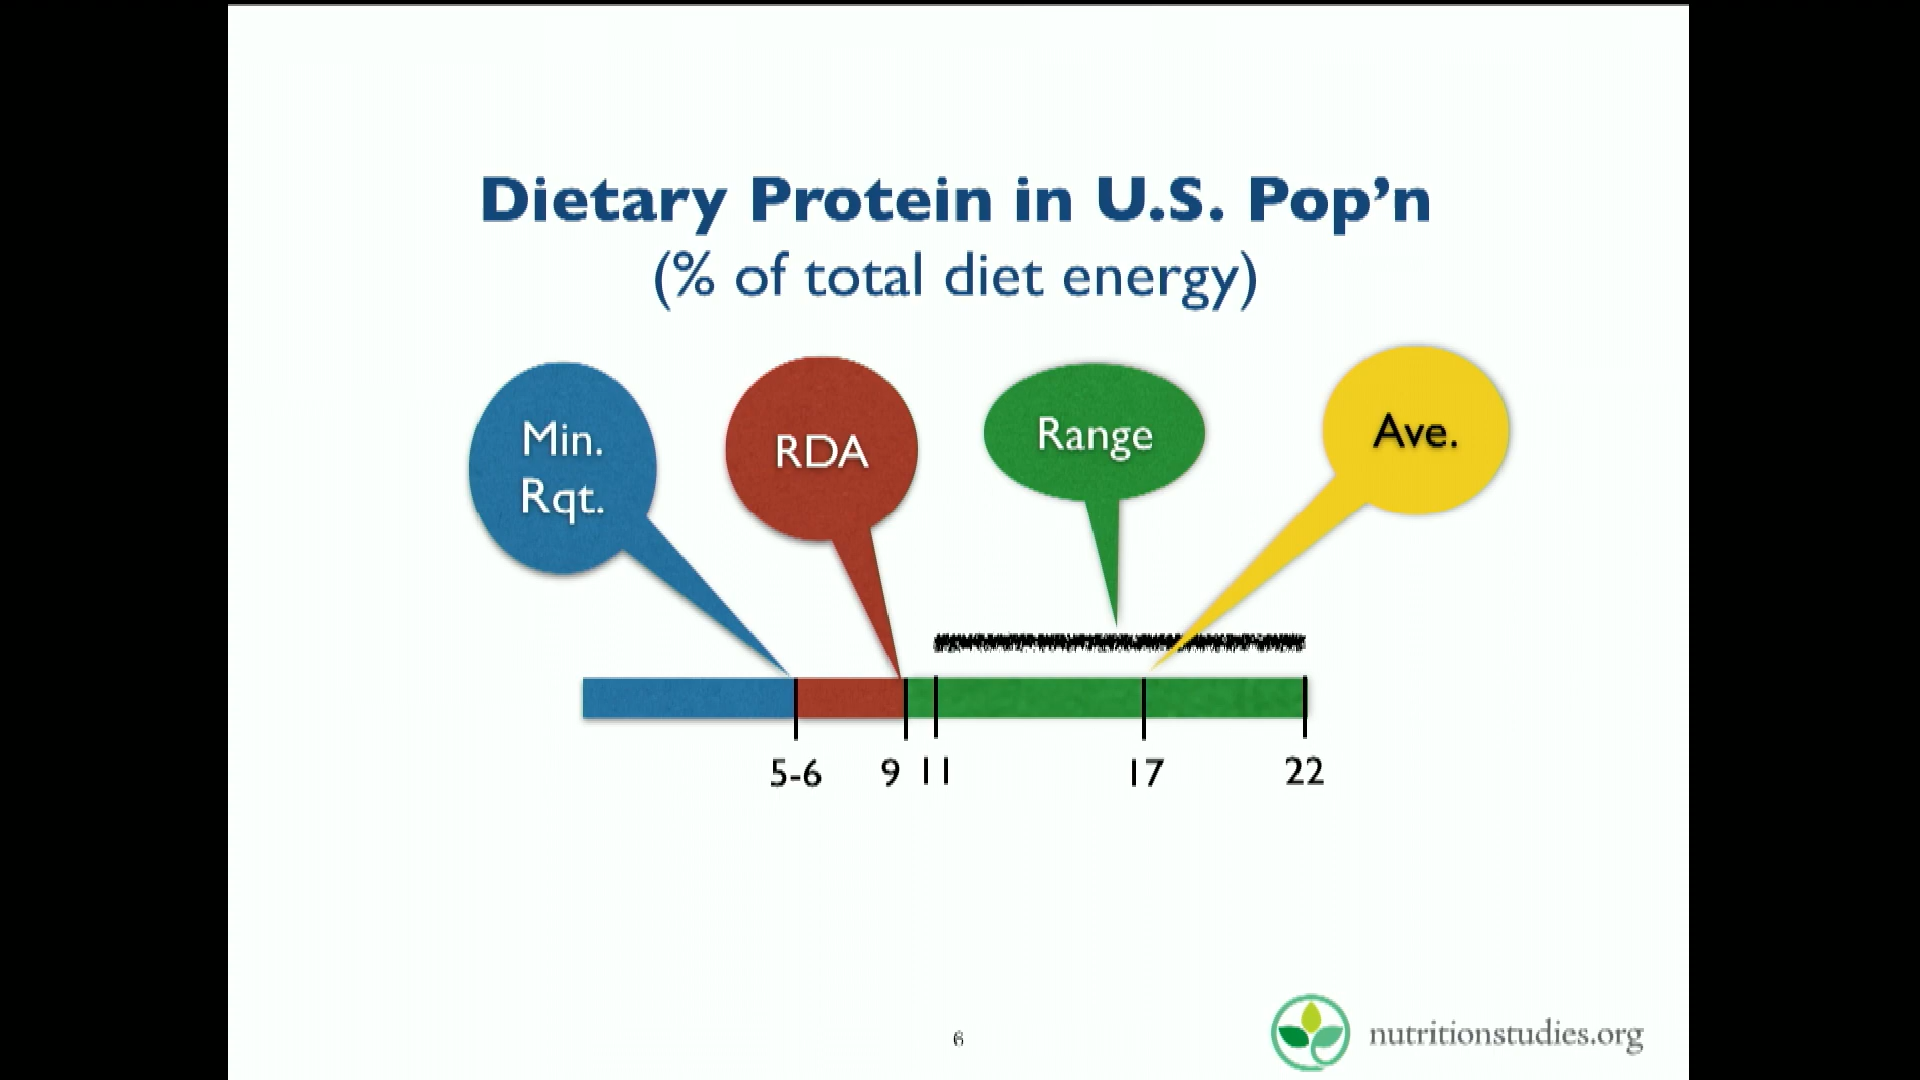 Dietary Protein in U.S. Pop'n
(% of total diet energy)
Min.
Rqt.
RDA
Range
Ave.
5-6
9
11
17
22
6
nutritionstudies.org